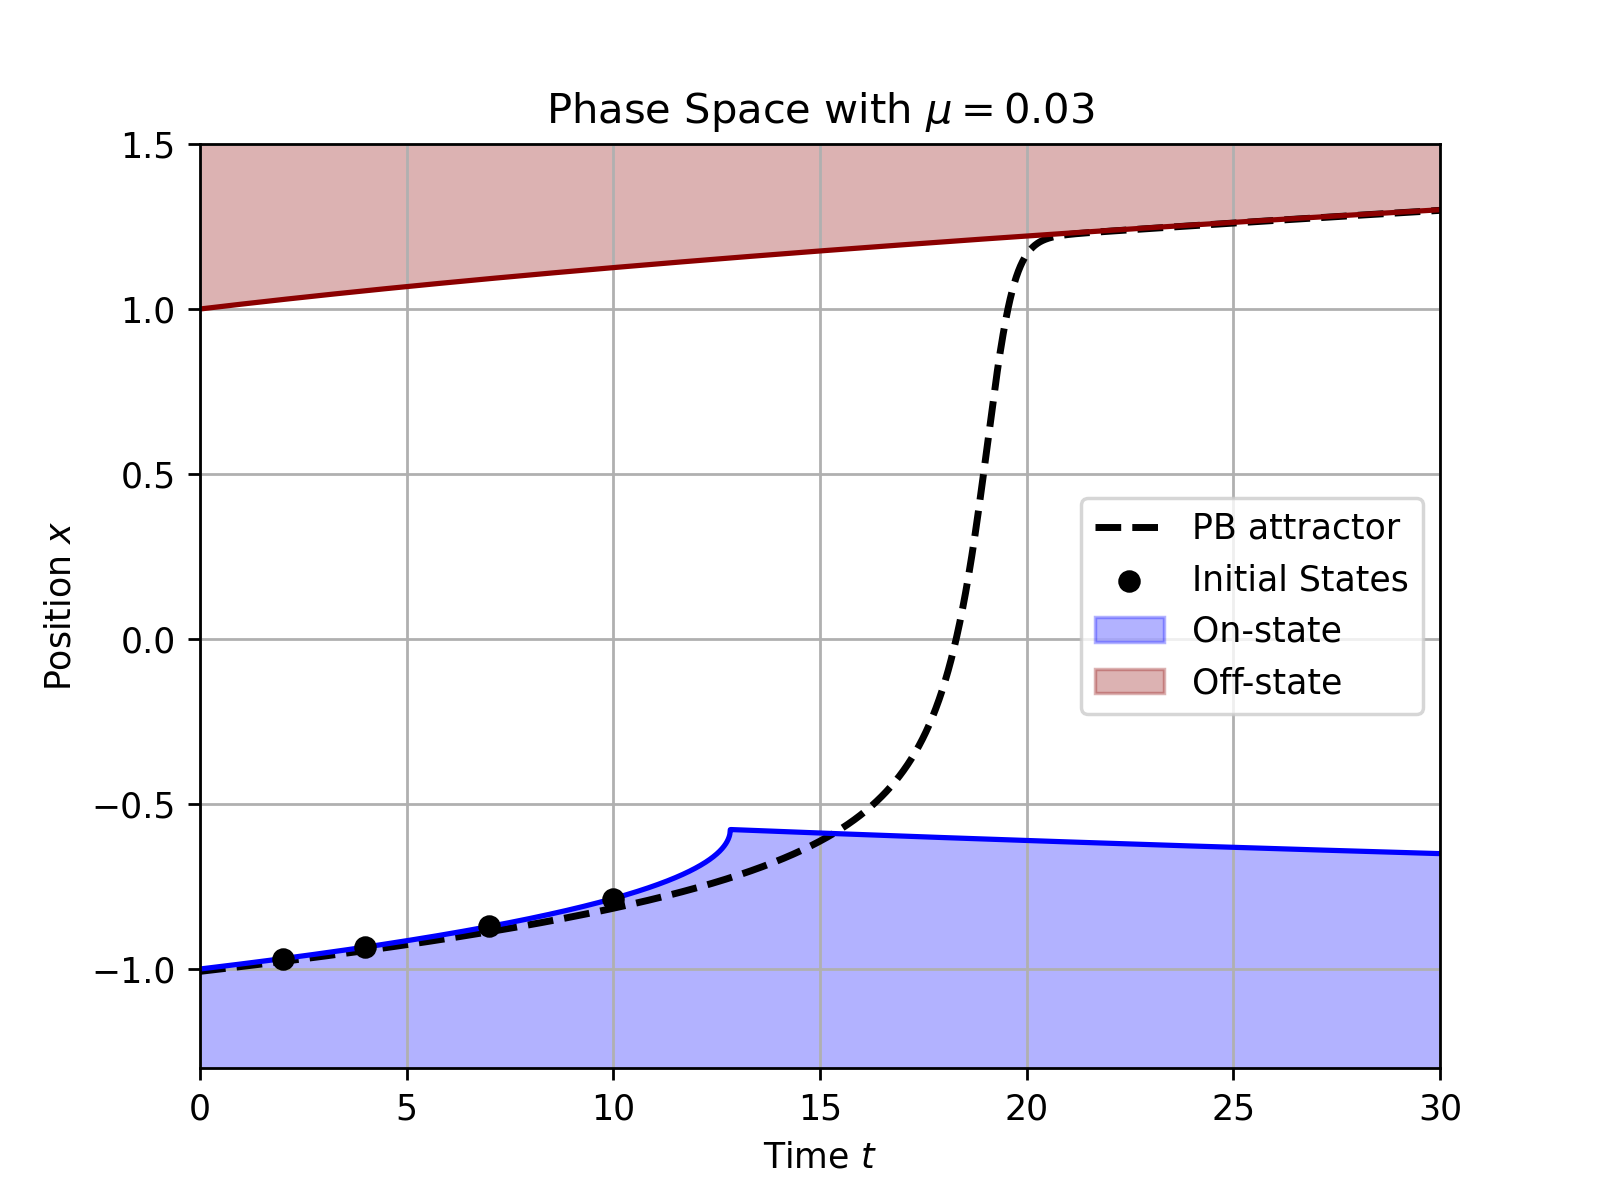 Phase Space with μ = 0.03
1.5
1.0
0.5
0.0
−0.5
−1.0
Position x
PB attractor
Initial States
On-state
Off-state
0 5 10 15 20 25 30
Time t